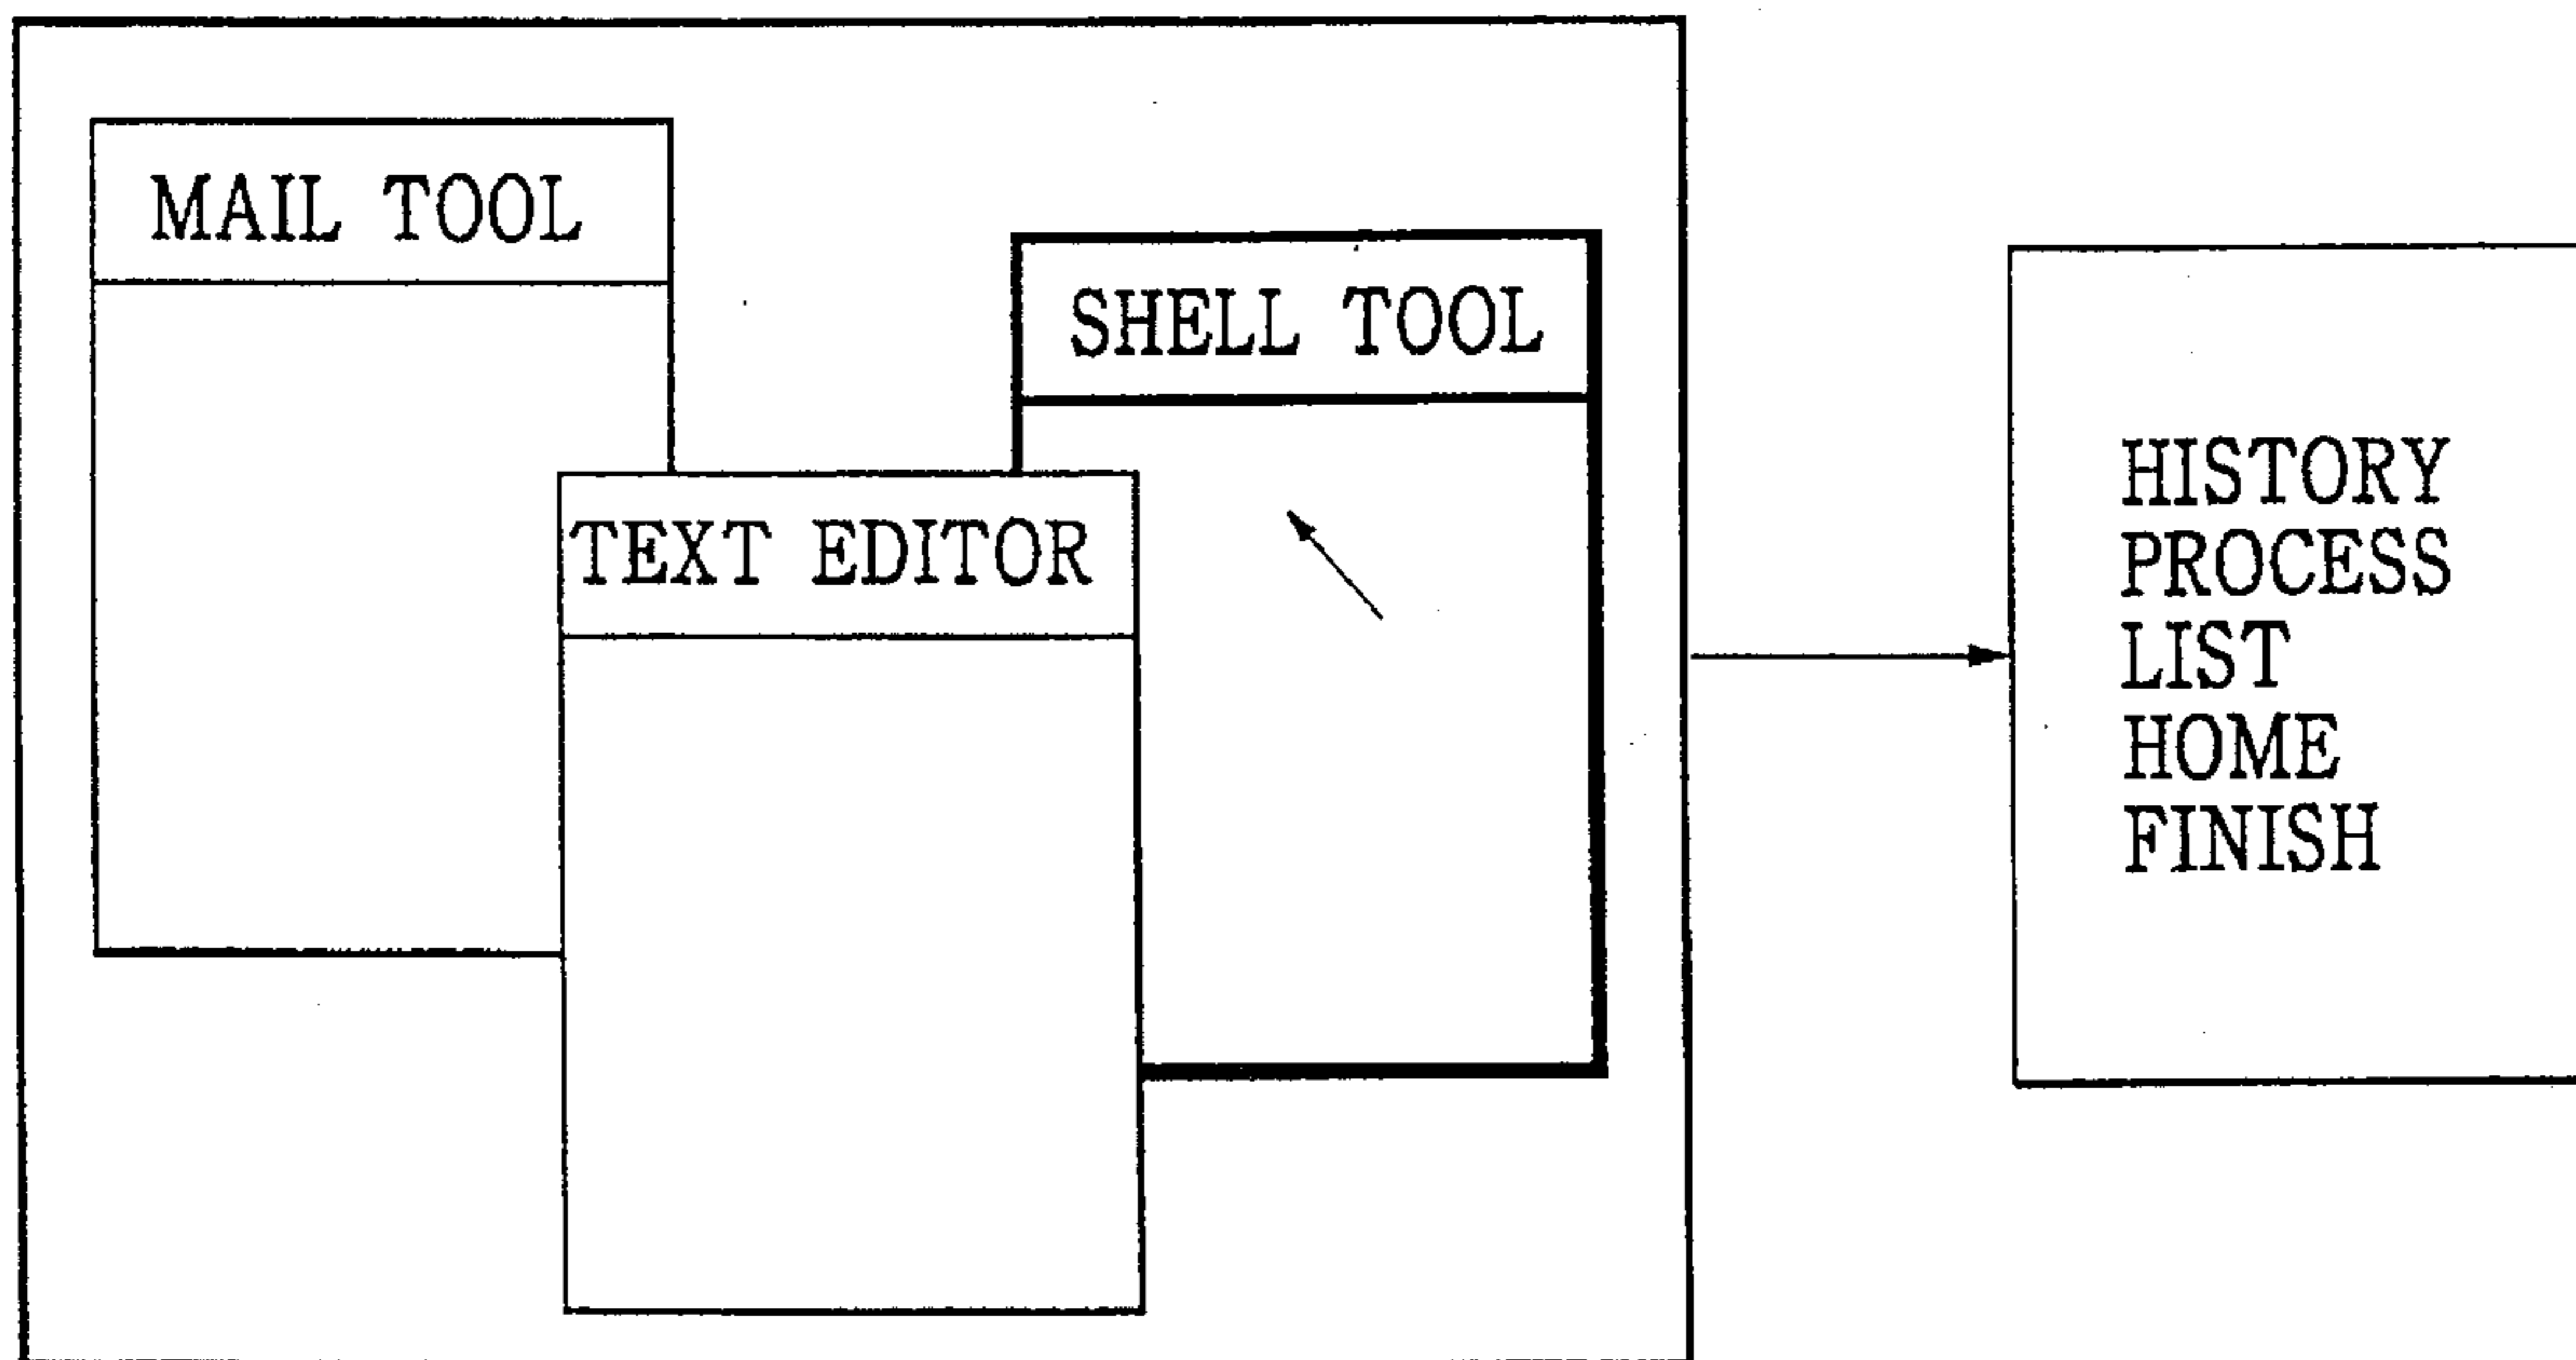 MAIL TOOL
SHELL TOOL
TEXT EDITOR
HISTORY
PROCESS
LIST
HOME
FINISH